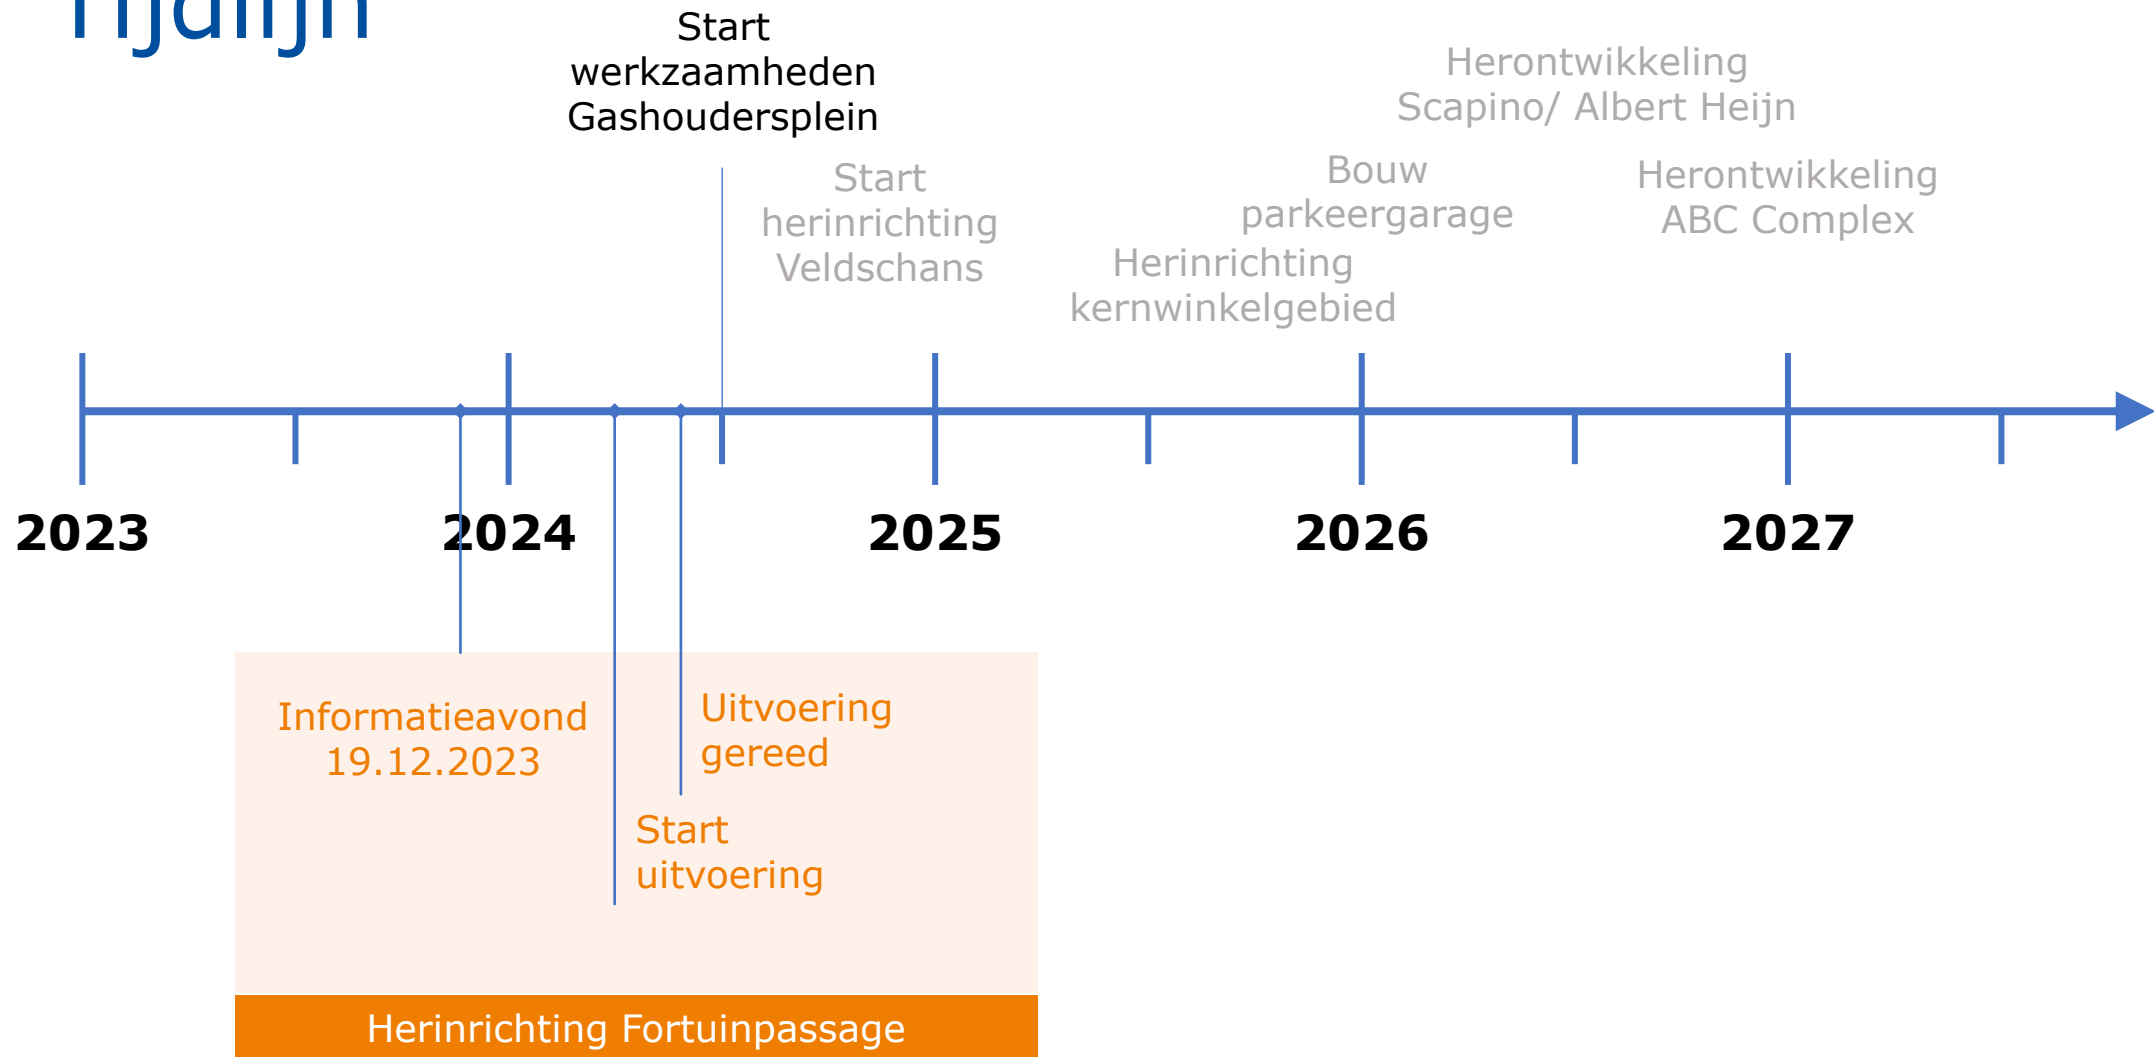 Tijdlijn
Start
werkzaamheden
Gashoudersplein
Herontwikkeling
Scapino/ Albert Heijn
Start
herinrichting
Veldschans
Bouw
parkeergarage
Herontwikkeling
ABC Complex
Herinrichting
kernwinkelgebied
2023
2024
2025
2026
2027
Informatieavond
19.12.2023
Uitvoering
gereed
Start
uitvoering
Herinrichting Fortuinpassage